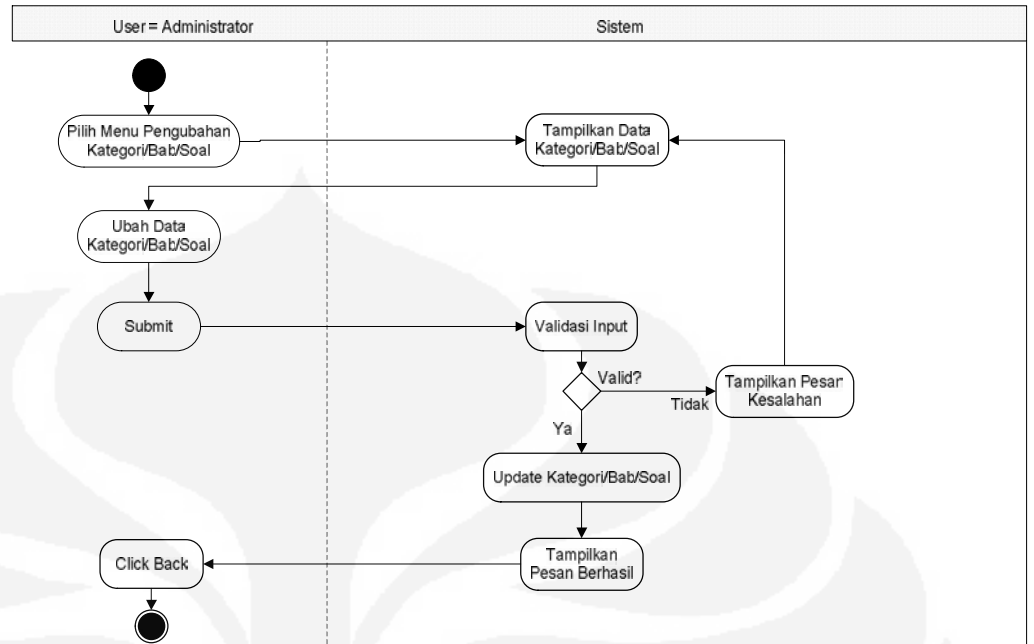 User = Administrator
Sistem
Pilih Menu Pengubahan
Kategori/Bab/Soal
Tampilkan Data
Kategori/Bab/Soal
Ubah Data
Kategori/Bab/Soal
Submit
Validasi Input
Valid?
Tidak
Tampilkan Pesan
Kesalahan
Ya
Update Kategori/Bab/Soal
Tampilkan
Pesan Berhasil
Click Back